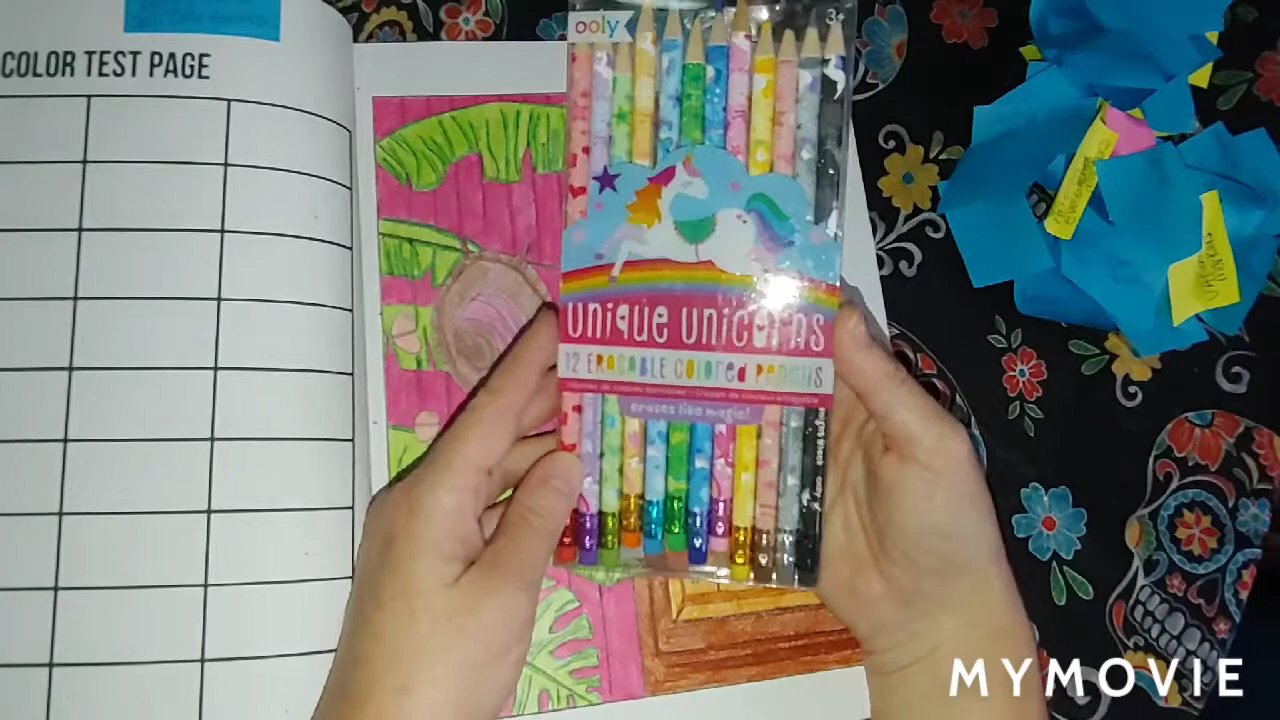 COLOR TEST PAGE
ooly
3+
unique unicorns
12 ERASABLE COLORED PENCILS
erases like magic!
MYMOVIE